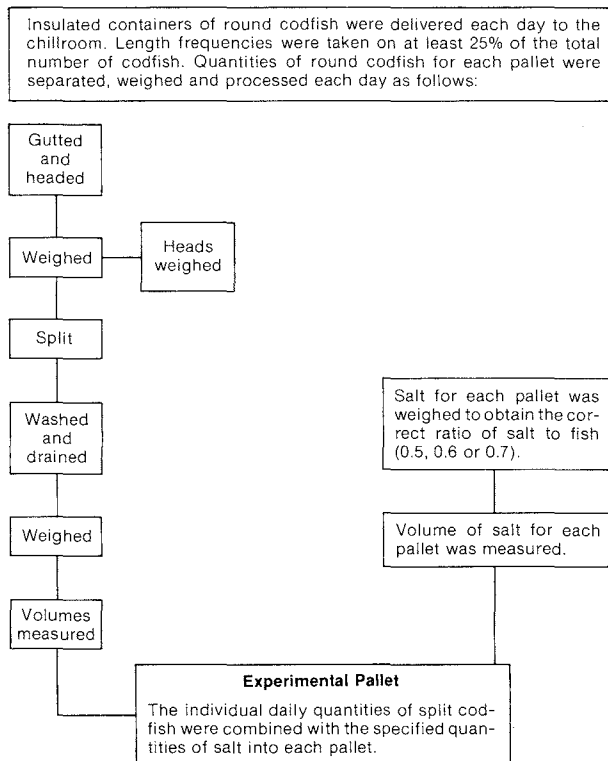 Insulated containers of round codfish were delivered each day to the
chillroom. Length frequencies were taken on at least 25% of the total
number of codfish. Quantities of round codfish for each pallet were
separated, weighed and processed each day as follows:
Gutted
and
headed
Weighed
Heads
weighed
Split
Washed
and
drained
Weighed
Volumes
measured
Salt for each pallet was
weighed to obtain the cor-
rect ratio of salt to fish
(0.5, 0.6 or 0.7).
Volume of salt for each
pallet was measured.
Experimental Pallet
The individual daily quantities of split cod-
fish were combined with the specified quan-
tities of salt into each pallet.